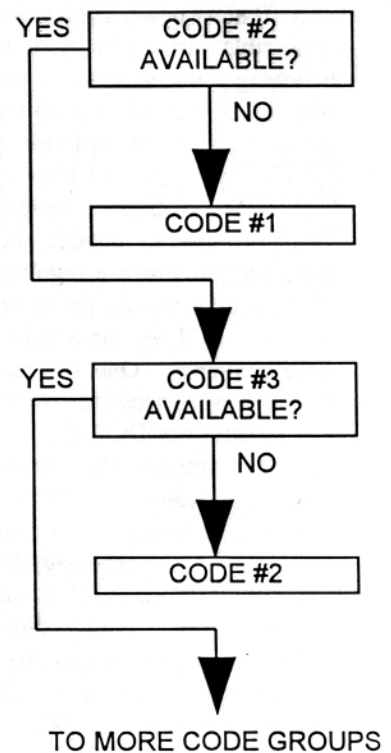 YES
CODE #2
AVAILABLE?
NO
CODE #1
YES
CODE #3
AVAILABLE?
NO
CODE #2
TO MORE CODE GROUPS